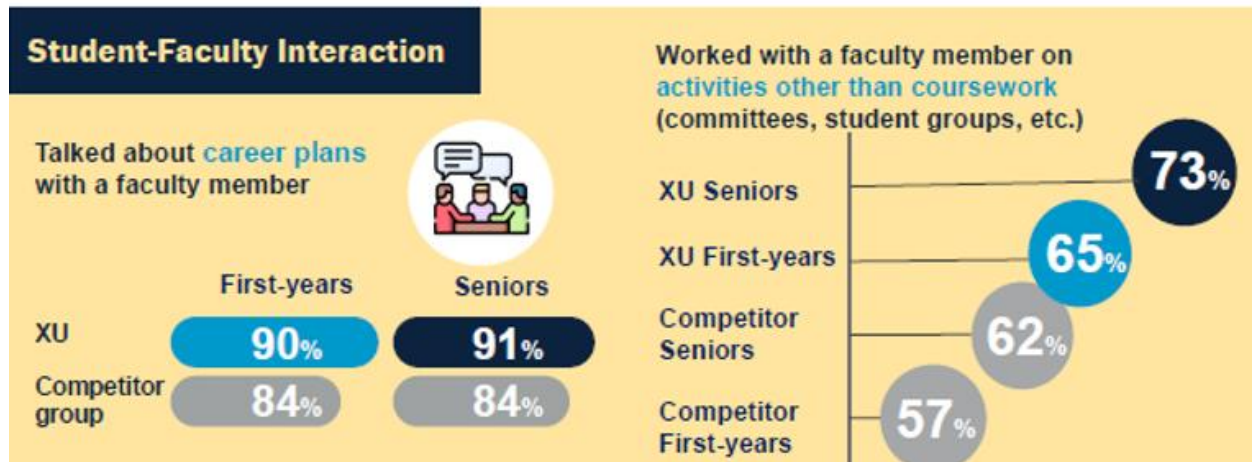 Student-Faculty Interaction
Talked about career plans
with a faculty member
First-years Seniors
XU 90% 91%
Competitor
group 84% 84%
Worked with a faculty member on
activities other than coursework
(committees, student groups, etc.)
XU Seniors 73%
XU First-years 65%
Competitor
Seniors 62%
Competitor
First-years 57%